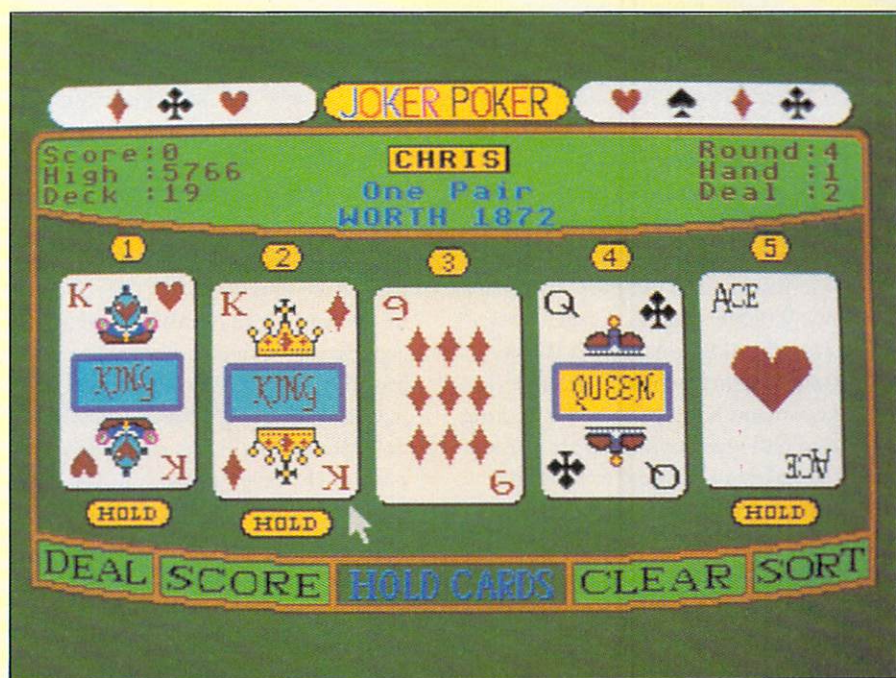 JOKER POKER
Score:0
High :5766
Deck :19
CHRIS
One Pair
WORTH 1872
Round:4
Hand :1
Deal :2
1
2
3
4
5
K
KING
K
K
KING
K
9
9
Q
QUEEN
Q
ACE
ACE
HOLD
HOLD
HOLD
DEAL
SCORE
HOLD CARDS
CLEAR
SORT